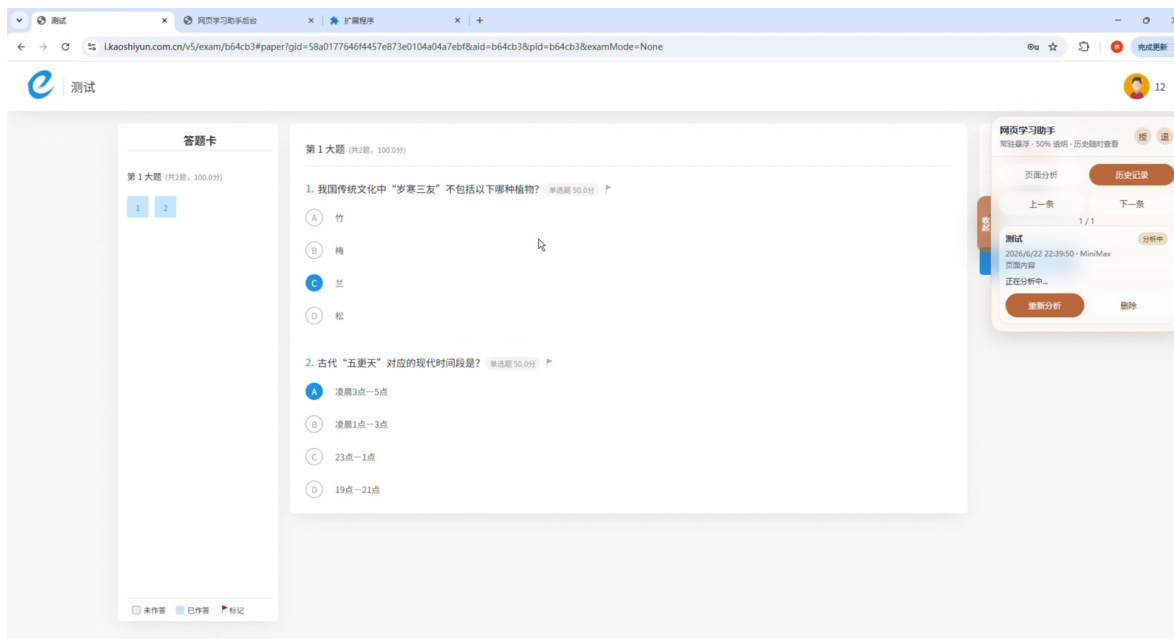 测试
网页学习助手后台
扩展程序
i.kaoshiyun.com.cn/v5/exam/b64cb3#paper?gid=58a0177646f4457e873e0104a04a7ebf&aid=b64cb3&pid=b64cb3&examMode=None
完成更新
测试
12
答题卡
第1大题 (共2题，100.0分)
1 2
未作答 已作答 标记
第1大题 (共2题，100.0分)
1. 我国传统文化中“岁寒三友”不包括以下哪种植物？ 单选题 50.0分
A 竹
B 梅
C 兰
D 松
2. 古代“五更天”对应的现代时间段是？ 单选题 50.0分
A 凌晨3点—5点
B 凌晨1点—3点
C 23点—1点
D 19点—21点
收起
网页学习助手
常驻悬浮 · 50% 透明 · 历史随时查看
授 退
页面分析 历史记录
上一条 下一条
1 / 1
测试 分析中
2026/6/22 22:39:50 · MiniMax
页面内容
正在分析中...
重新分析 删除